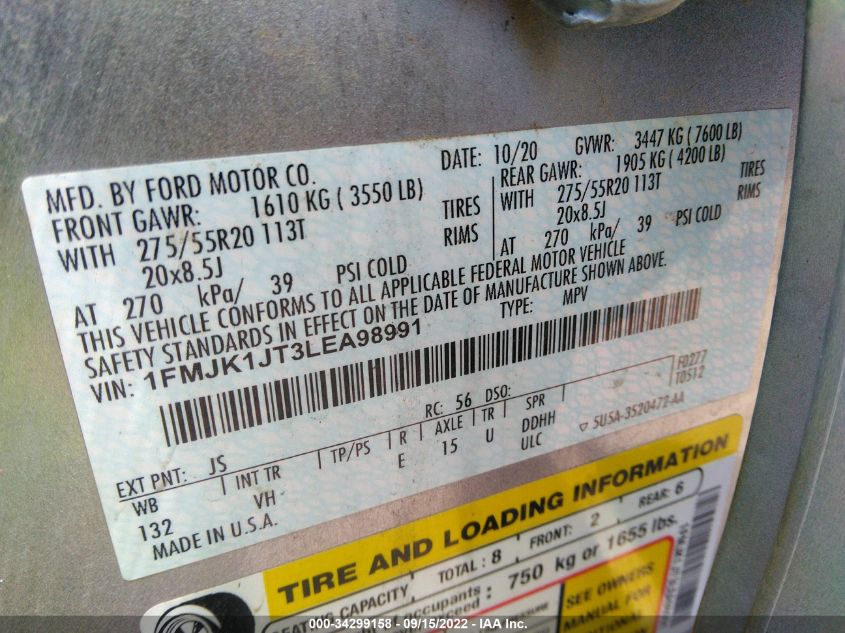 MFD. BY FORD MOTOR CO.
DATE: 10/20 GVWR: 3447 KG ( 7600 LB)
FRONT GAWR: 1610 KG ( 3550 LB)
REAR GAWR: 1905 KG ( 4200 LB)
WITH 275/55R20 113T TIRES
WITH 275/55R20 113T TIRES
20x8.5J RIMS
20x8.5J RIMS
AT 270 kPa/ 39 PSI COLD
AT 270 kPa/ 39 PSI COLD
THIS VEHICLE CONFORMS TO ALL APPLICABLE FEDERAL MOTOR VEHICLE
SAFETY STANDARDS IN EFFECT ON THE DATE OF MANUFACTURE SHOWN ABOVE.
VIN: 1FMJK1JT3LEA98991
TYPE: MPV
F0277
T0512
EXT PNT: JS RC: 56 DSO:
WB INT TR TP/PS R AXLE TR SPR
132 VH E 15 U DDHH
ULC
5U5A-3520472-AA
MADE IN U.S.A.
TIRE AND LOADING INFORMATION
SEATING CAPACITY TOTAL : 8 FRONT: 2 REAR: 6
occupants : 750 kg or 1655 lbs.
SEE OWNERS
MANUAL FOR
000-34299158 - 09/15/2022 - IAA Inc.